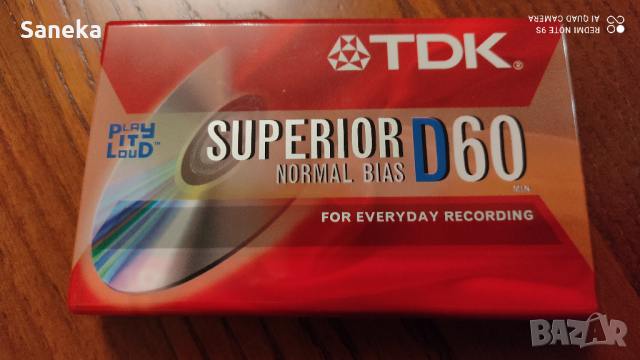 Saneka
REDMI NOTE 9S
AI QUAD CAMERA
TDK®
PLAY
IT
LOUD™
SUPERIOR D60
NORMAL BIAS
MIN.
FOR EVERYDAY RECORDING
BAZAR